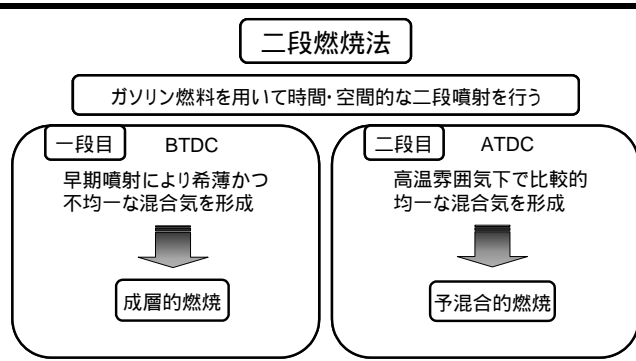 二段燃焼法
ガソリン燃料を用いて時間・空間的な二段噴射を行う
一段目 BTDC
早期噴射により希薄かつ
不均一な混合気を形成
成層的燃焼
二段目 ATDC
高温雰囲気下で比較的
均一な混合気を形成
予混合的燃焼